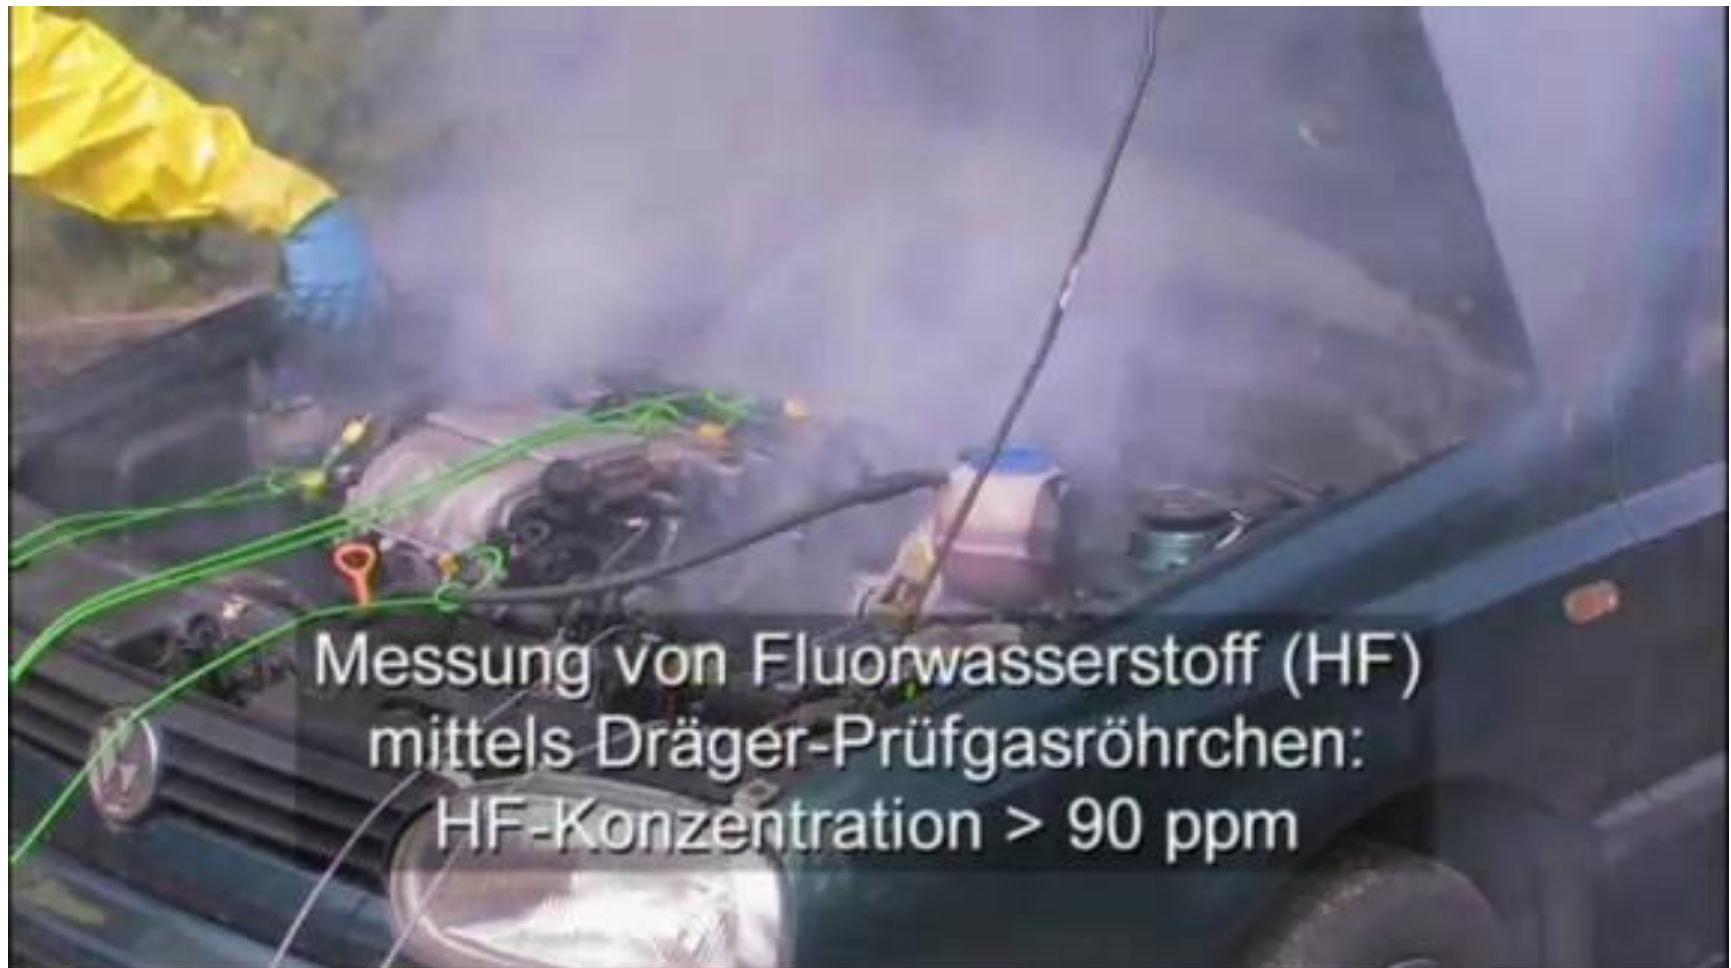 Messung von Fluorwasserstoff (HF)
mittels Dräger-Prüfgasröhrchen:
HF-Konzentration > 90 ppm